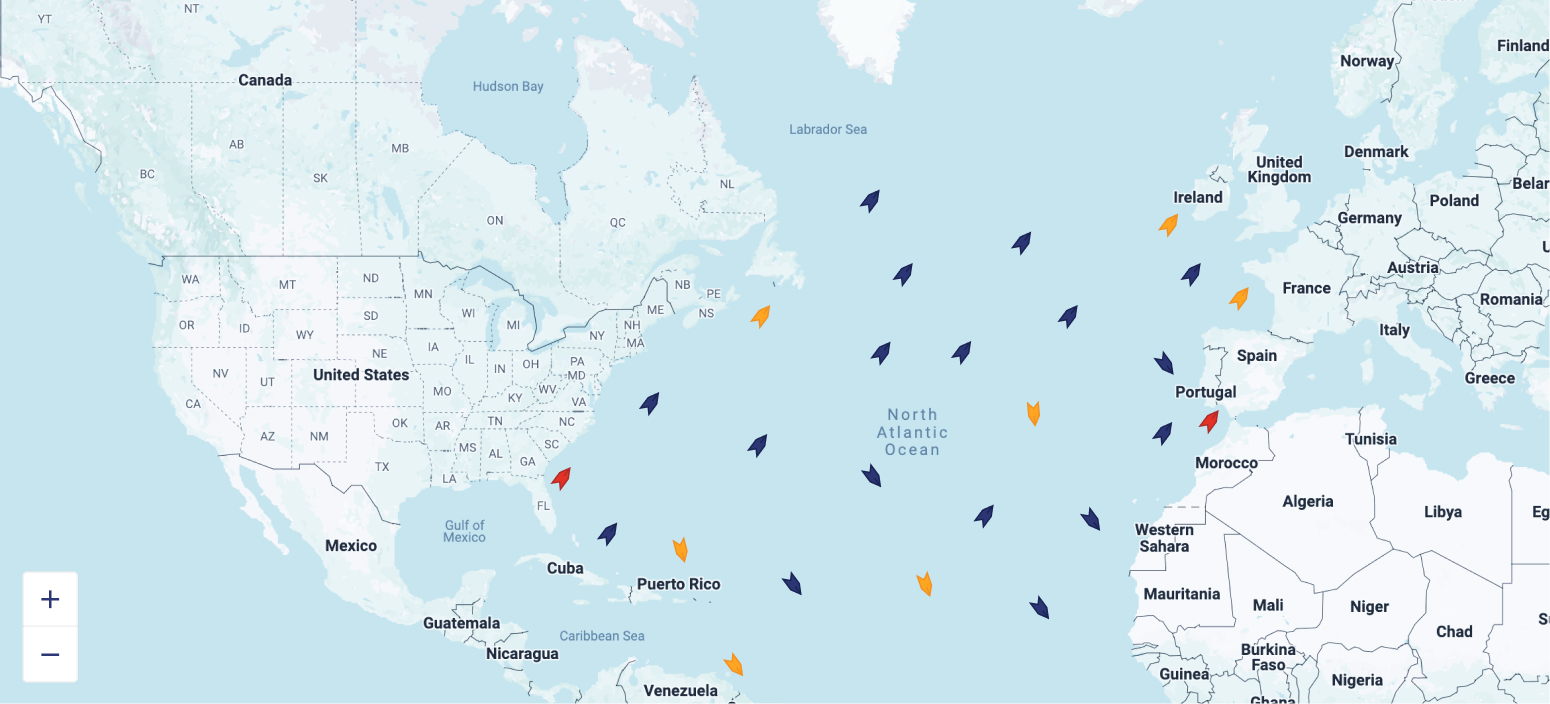 YT
NT
Norway
Finland
Canada
Hudson Bay
Labrador Sea
AB
MB
Denmark
BC
SK
United
Kingdom
NL
Ireland
Poland
Belar
ON
QC
Germany
U
Austria
WA
MT
ND
NB
France
MN
PE
Romania
ME
NS
OR
ID
SD
WI
MI
NH
Italy
WY
NY
MA
NE
IA
IL
OH
PA
Spain
NV
UT
United States
IN
MD
Greece
MO
KY
WV
Portugal
CA
VA
North
Atlantic
Ocean
OK
AR
TN
NC
AZ
NM
MS
AL
SC
Tunisia
TX
GA
Morocco
LA
FL
Algeria
Libya
Eg
Gulf of
Mexico
Western
Sahara
Mexico
Cuba
Puerto Rico
Mauritania
Mali
Niger
+
Guatemala
Caribbean Sea
Chad
S
−
Nicaragua
Burkina
Faso
Guinea
Nigeria
Venezuela
Ghana